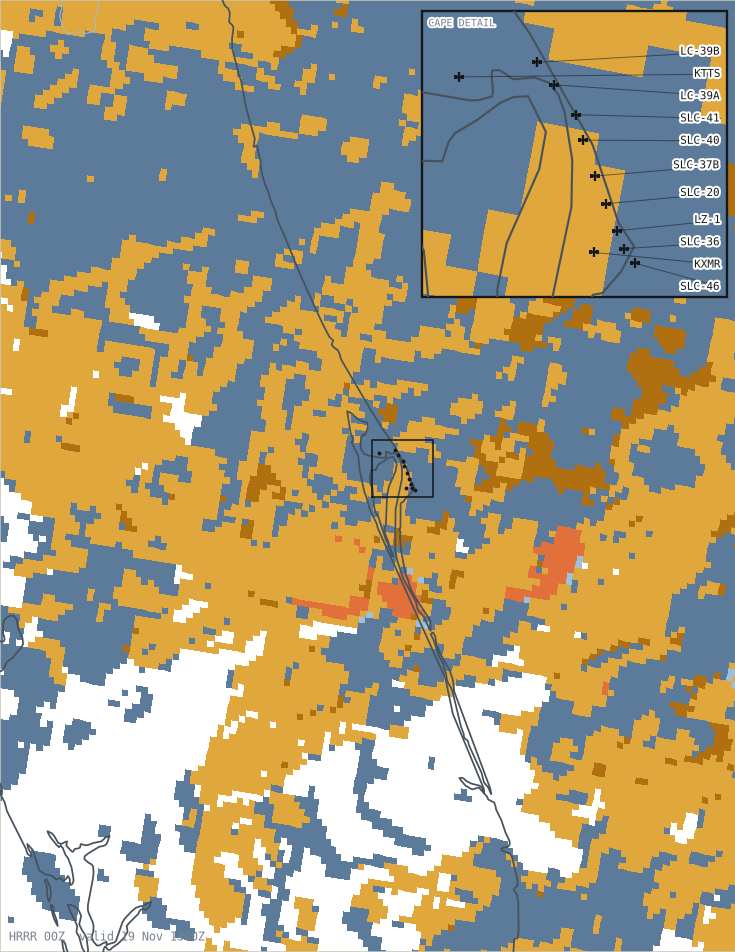 CAPE DETAIL
LC-39B
KTTS
LC-39A
SLC-41
SLC-40
SLC-37B
SLC-20
LZ-1
SLC-36
KXMR
SLC-46
HRRR 00Z valid 19 Nov